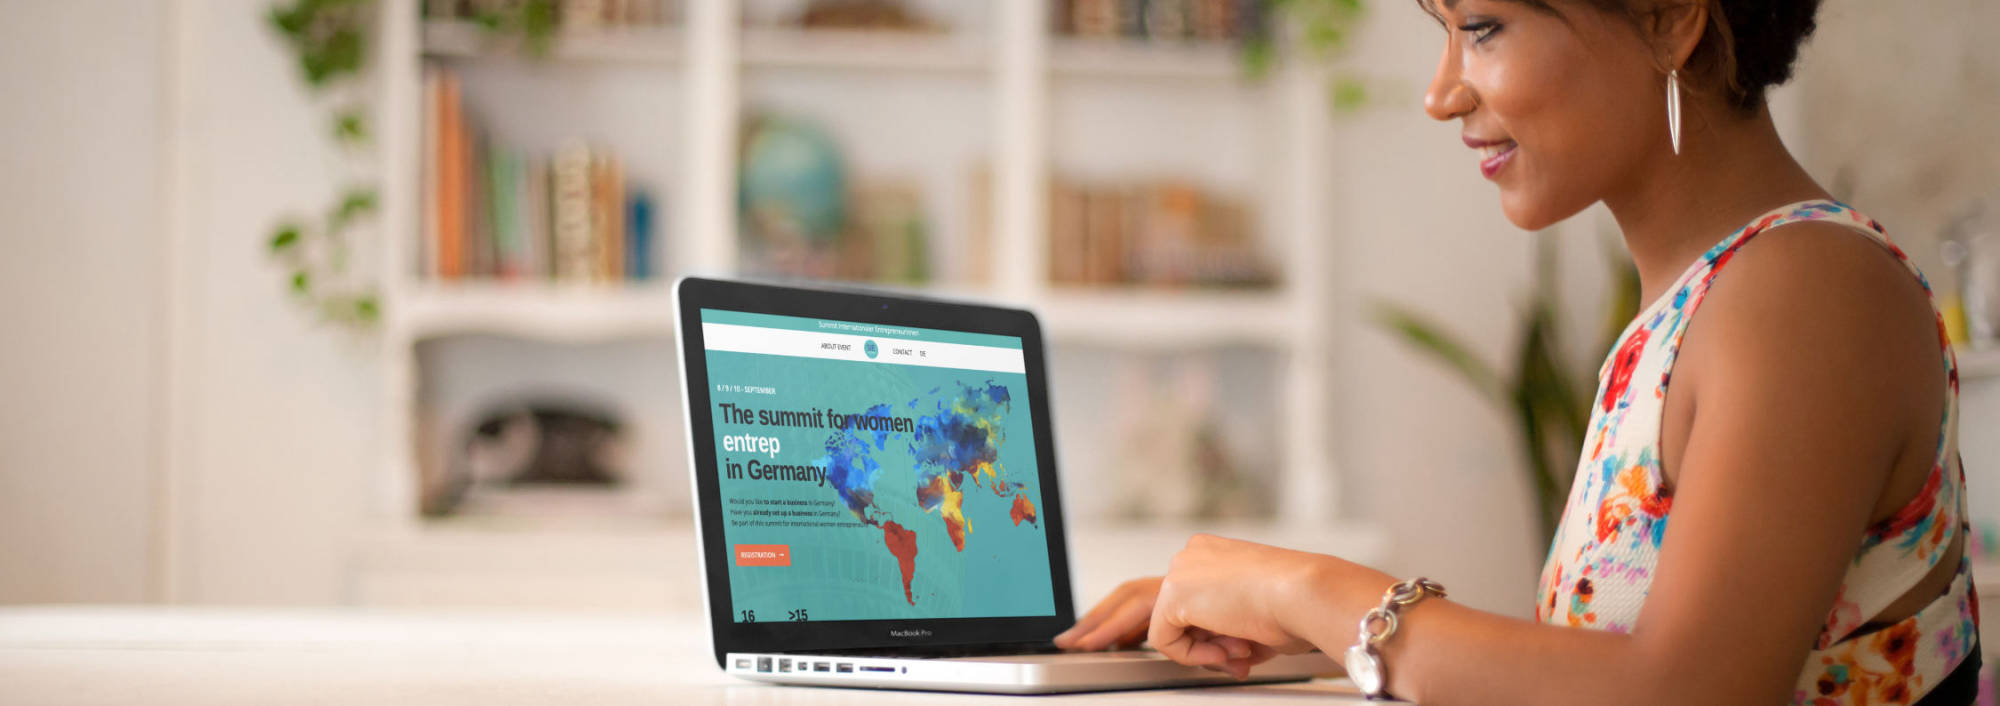 Summit Internationaler Entrepreneurinnen
ABOUT EVENT SIE CONTACT DE
8 / 9 / 10 - SEPTEMBER
The summit for women
entrep
in Germany
Would you like to start a business in Germany?
Have you already set up a business in Germany?
Be part of this summit for international women entrepreneurs
REGISTRATION →
16 >15
MacBook Pro